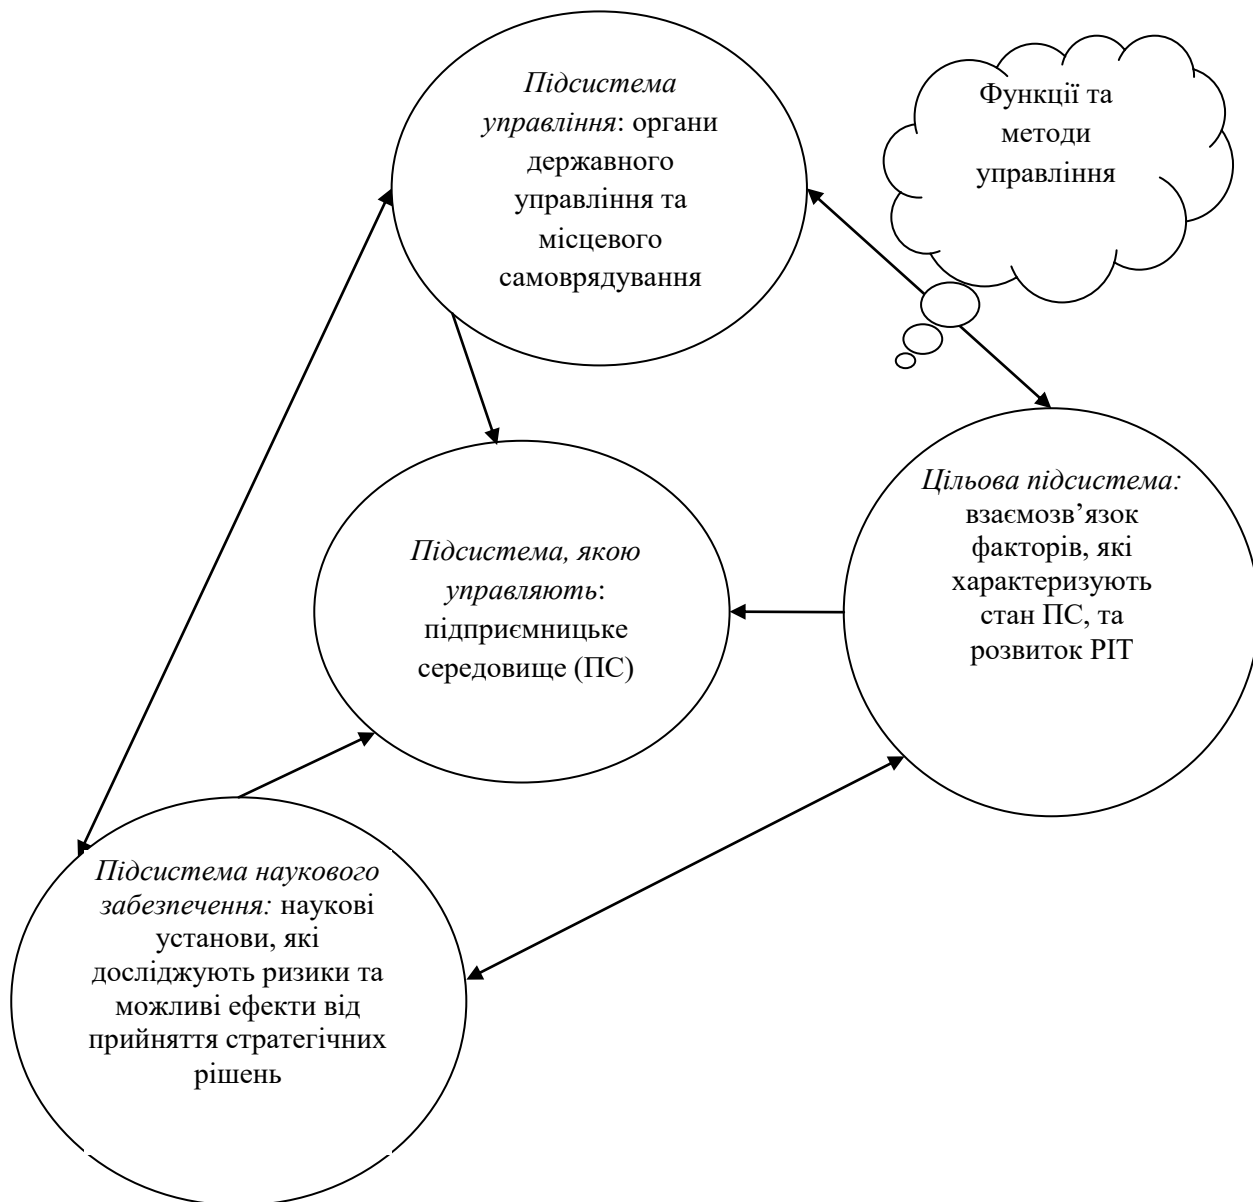 Підсистема
управління: органи
державного
управління та
місцевого
самоврядування
Функції та
методи
управління
Підсистема, якою
управляють:
підприємницьке
середовище (ПС)
Цільова підсистема:
взаємозв’язок
факторів, які
характеризують
стан ПС, та
розвиток РІТ
Підсистема наукового
забезпечення: наукові
установи, які
досліджують ризики та
можливі ефекти від
прийняття стратегічних
рішень